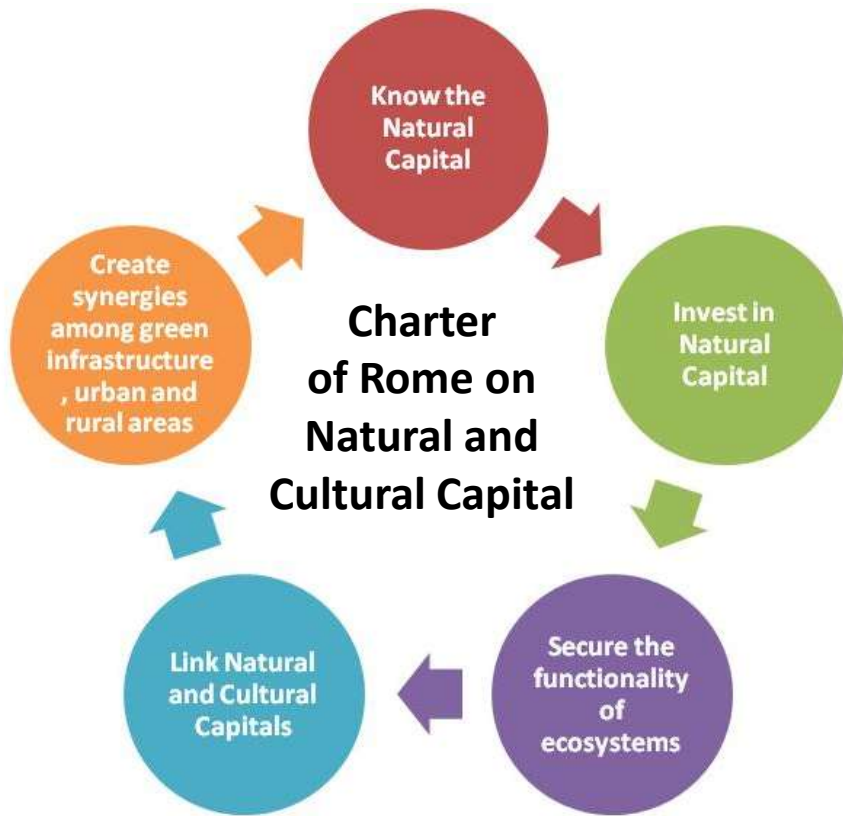 Know the
Natural
Capital
Invest in
Natural
Capital
Secure the
functionality
of
ecosystems
Link Natural
and Cultural
Capitals
Create
synergies
among green
infrastructure
, urban and
rural areas
Charter
of Rome on
Natural and
Cultural Capital